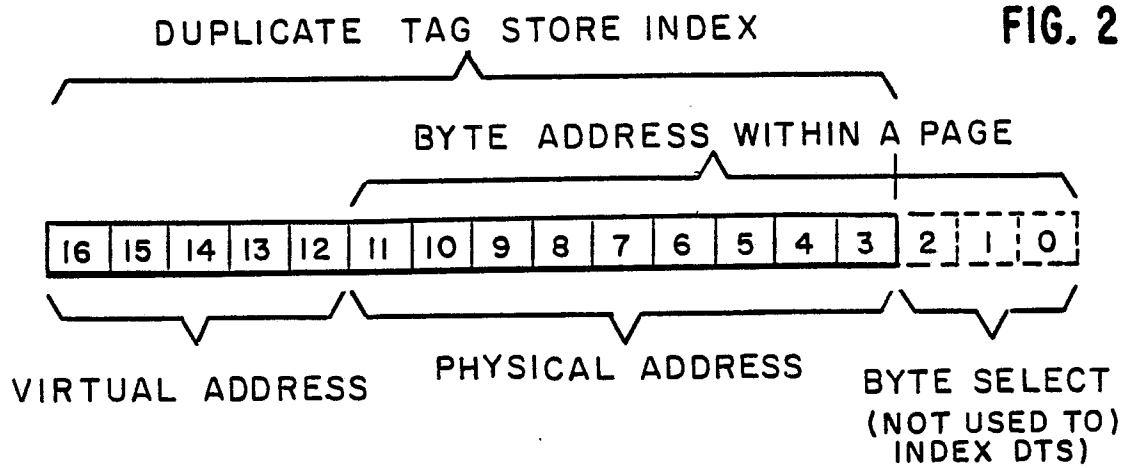 FIG. 2
DUPLICATE TAG STORE INDEX
BYTE ADDRESS WITHIN A PAGE
16 15 14 13 12 11 10 9 8 7 6 5 4 3 2 1 0
VIRTUAL ADDRESS
PHYSICAL ADDRESS
BYTE SELECT
(NOT USED TO)
INDEX DTS)